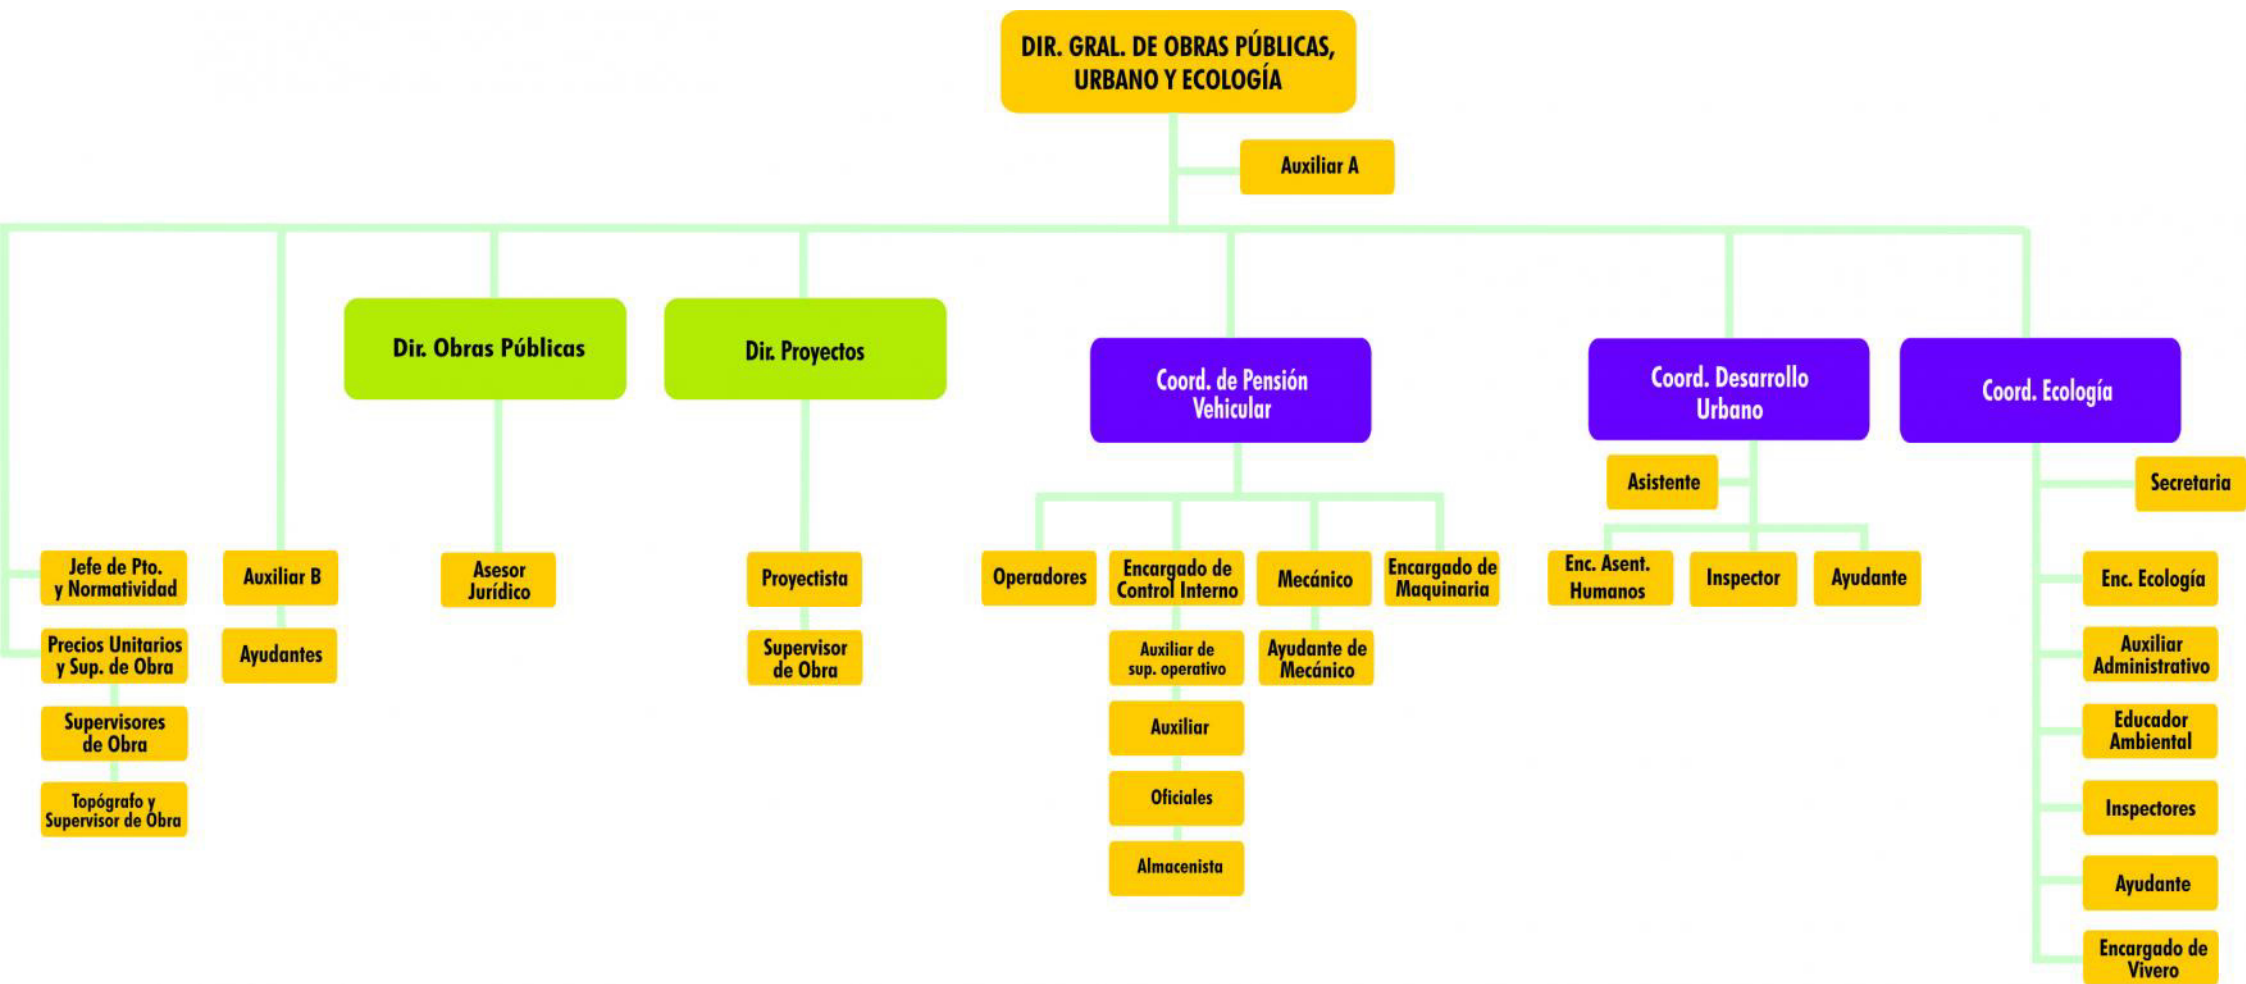 DIR. GRAL. DE OBRAS PÚBLICAS,
URBANO Y ECOLOGÍA
Auxiliar A
Dir. Obras Públicas
Dir. Proyectos
Coord. de Pensión
Vehicular
Coord. Desarrollo
Urbano
Coord. Ecología
Asistente
Secretaria
Jefe de Pto.
y Normatividad
Auxiliar B
Asesor
Jurídico
Proyectista
Operadores
Encargado de
Control Interno
Mecánico
Encargado de
Maquinaria
Enc. Asent.
Humanos
Inspector
Ayudante
Enc. Ecología
Precios Unitarios
y Sup. de Obra
Ayudantes
Supervisor
de Obra
Auxiliar de
sup. operativo
Ayudante de
Mecánico
Auxiliar
Administrativo
Supervisores
de Obra
Auxiliar
Educador
Ambiental
Topógrafo y
Supervisor de Obra
Oficiales
Inspectores
Almacenista
Ayudante
Encargado de
Vivero